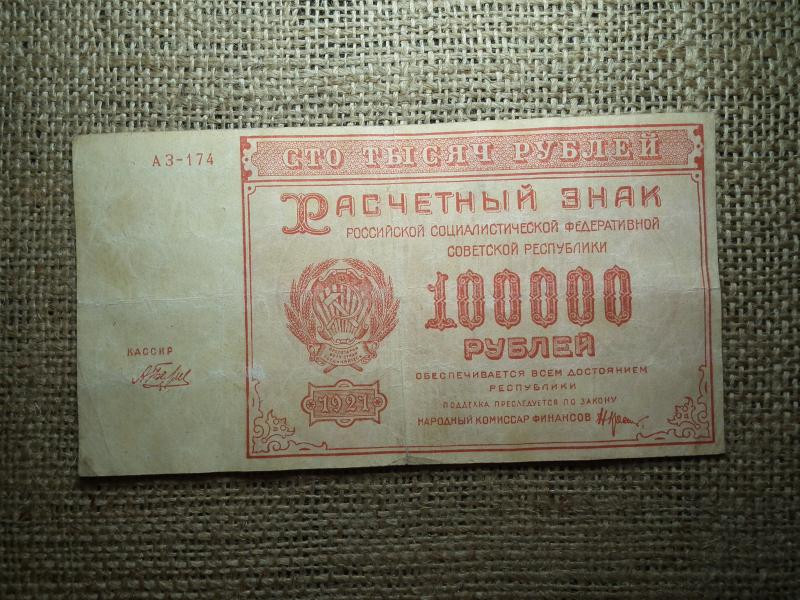 АЗ-174
СТО ТЫСЯЧ РУБЛЕЙ
РАСЧЕТНЫЙ ЗНАК
РОССИЙСКОЙ СОЦИАЛИСТИЧЕСКОЙ ФЕДЕРАТИВНОЙ
СОВЕТСКОЙ РЕСПУБЛИКИ
100000
РУБЛЕЙ
ОБЕСПЕЧИВАЕТСЯ ВСЕМ ДОСТОЯНИЕМ
РЕСПУБЛИКИ
ПОДДЕЛКА ПРЕСЛЕДУЕТСЯ ПО ЗАКОНУ
НАРОДНЫЙ КОМИССАР ФИНАНСОВ
1921
КАССИР